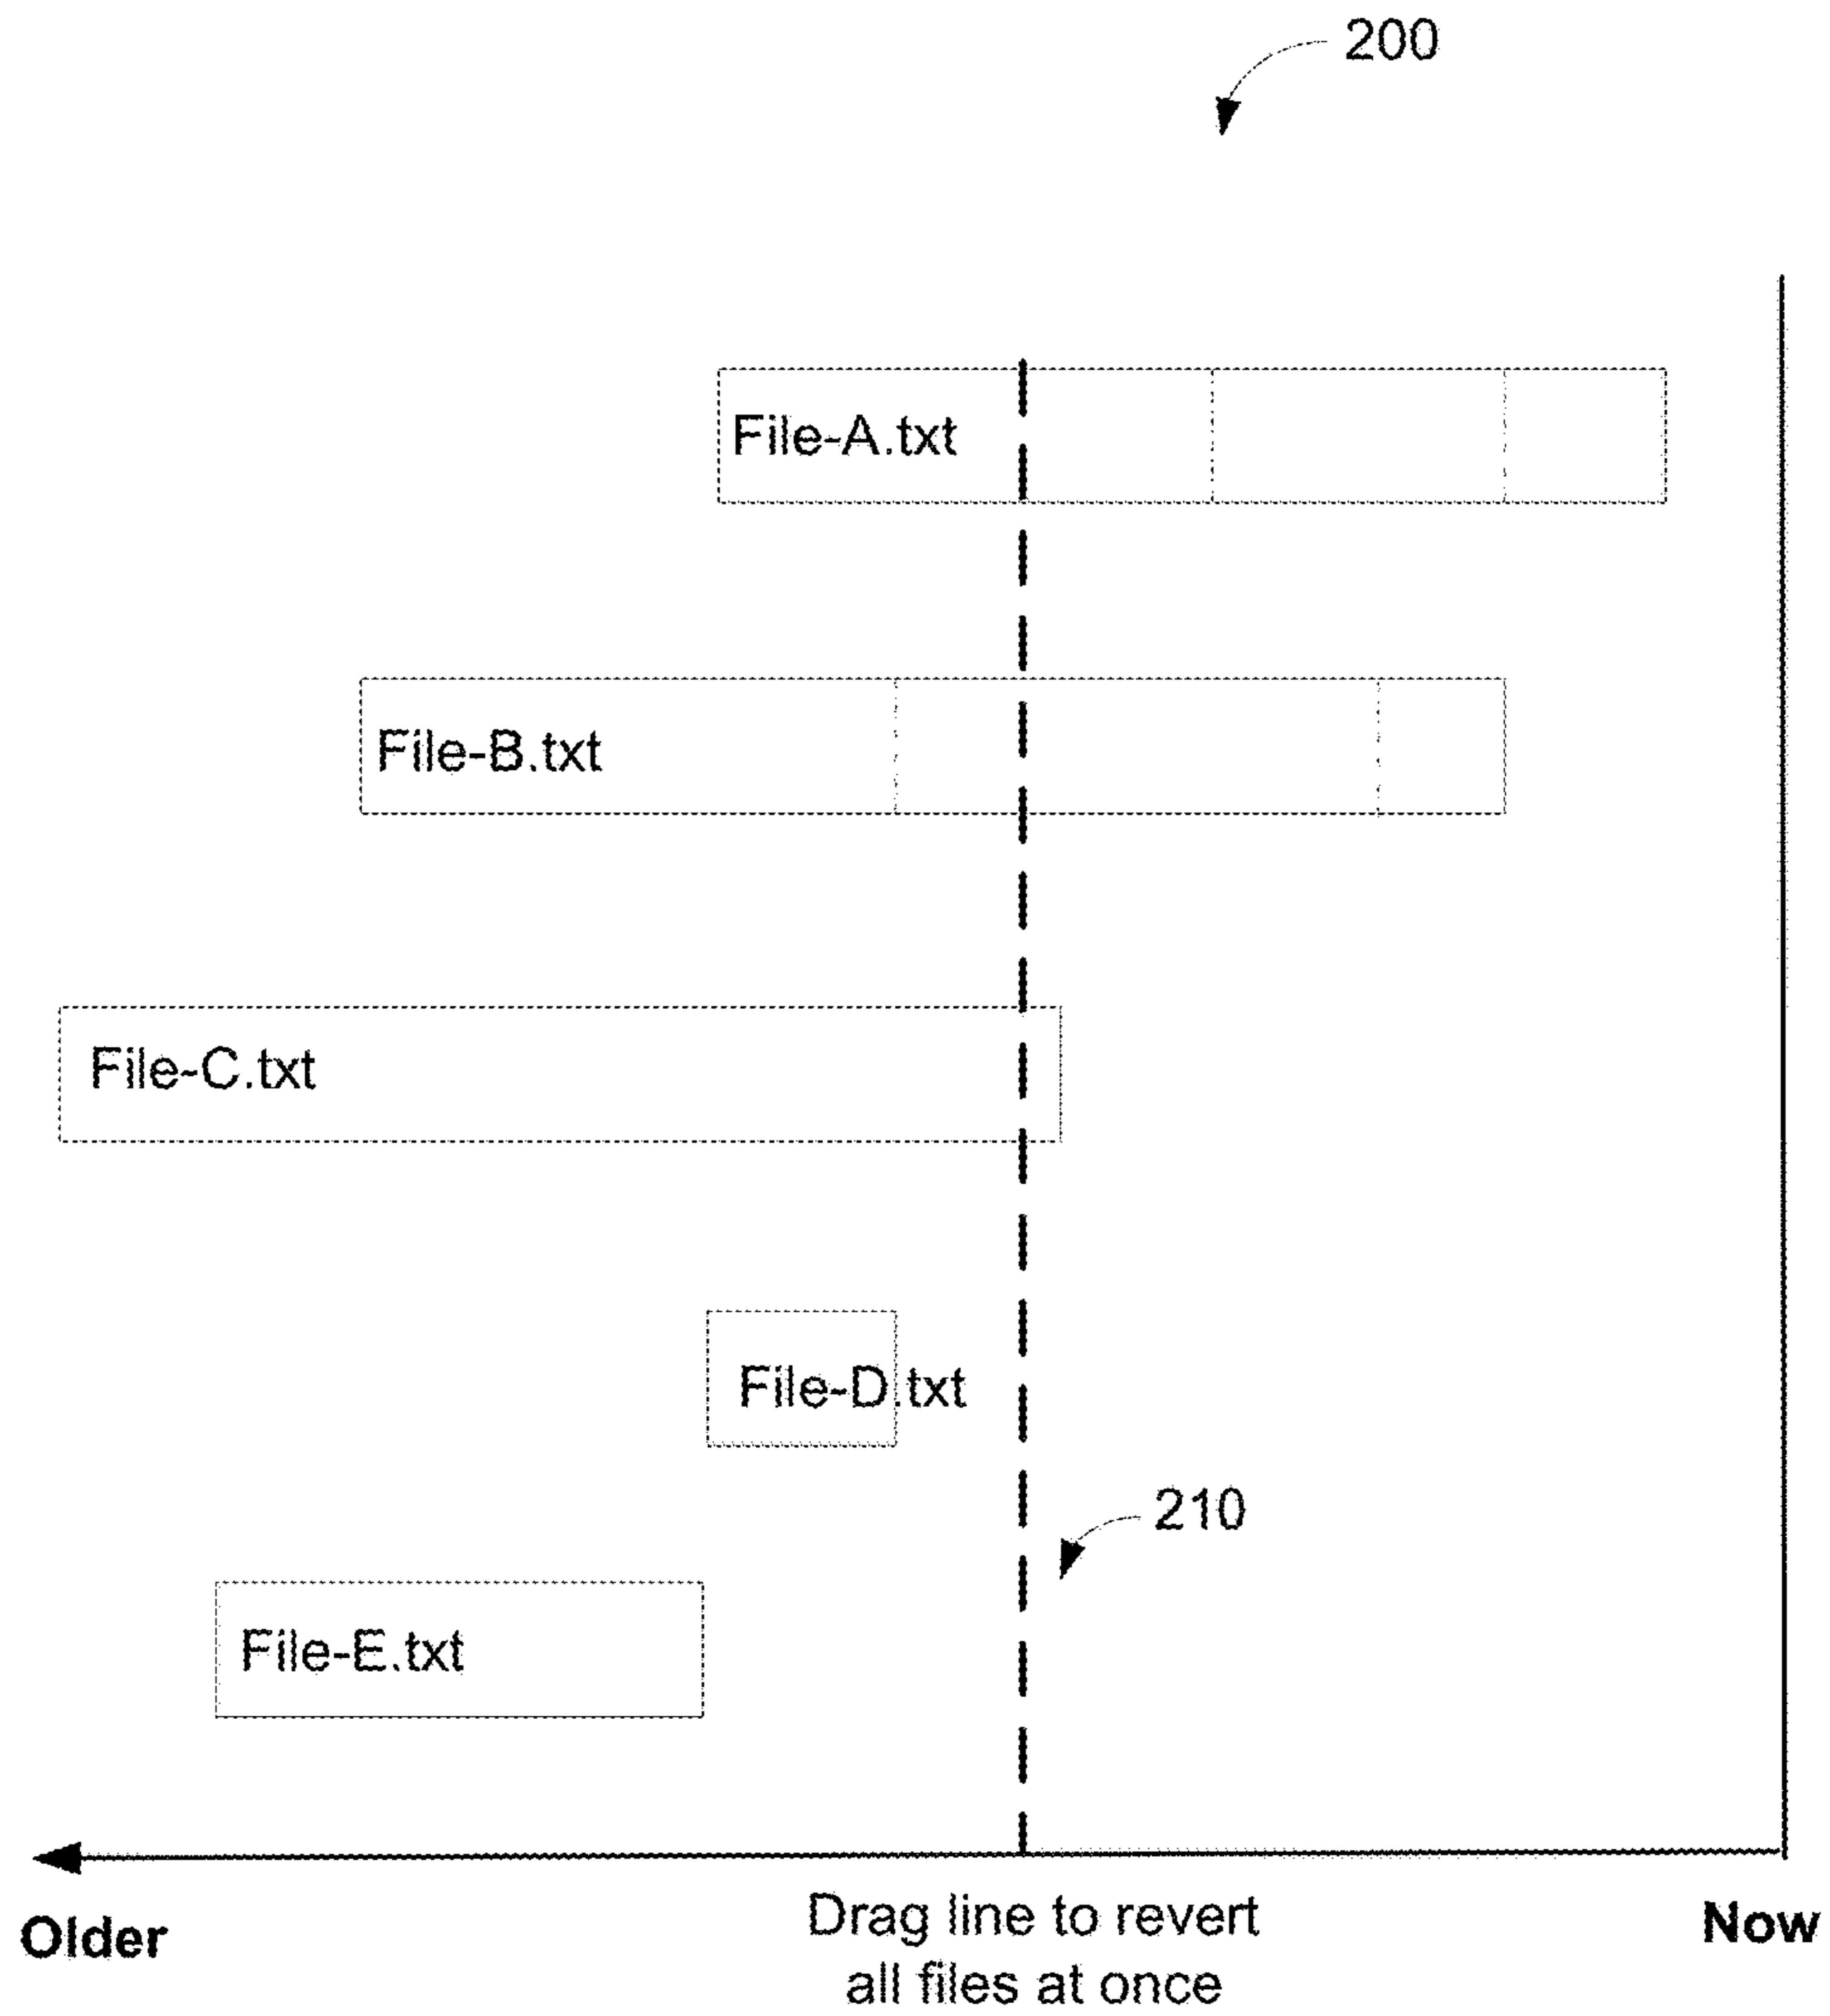 200
File-A.txt
File-B.txt
File-C.txt
File-D.txt
210
File-E.txt
Older
Drag line to revert
all files at once
Now